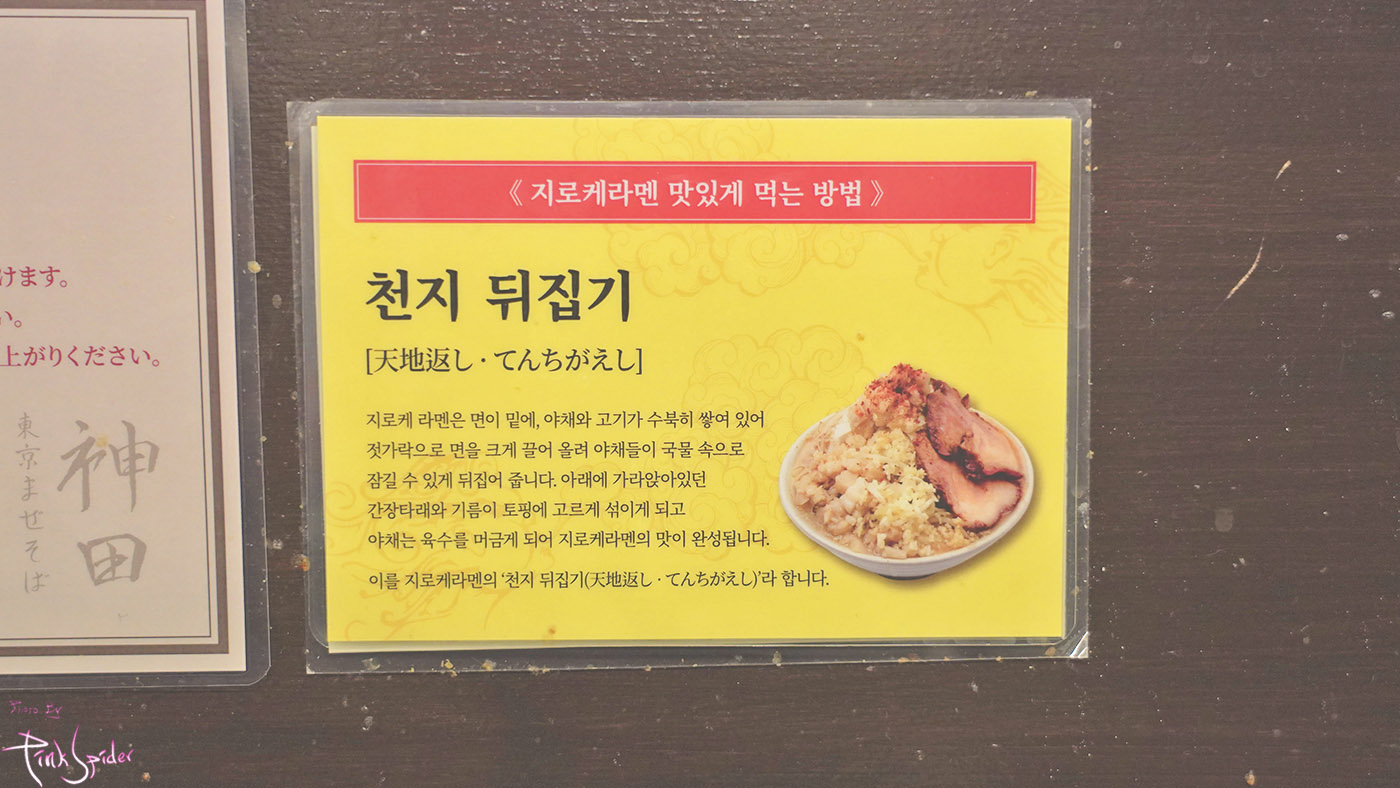 《 지로케라멘 맛있게 먹는 방법 》
천지 뒤집기
[天地返し · てんちがえし]
지로케 라멘은 면이 밑에, 야채와 고기가 수북히 쌓여 있어
젓가락으로 면을 크게 끌어 올려 야채들이 국물 속으로
잠길 수 있게 뒤집어 줍니다. 아래에 가라앉아있던
간장타래와 기름이 토핑에 고르게 섞이게 되고
야채는 육수를 머금게 되어 지로케라멘의 맛이 완성됩니다.
이를 지로케라멘의 ‘천지 뒤집기(天地返し · てんちがえし)’라 합니다.
けます。
い。
上がりください。
東京まぜそば
神田
Photo by
Pink Spider